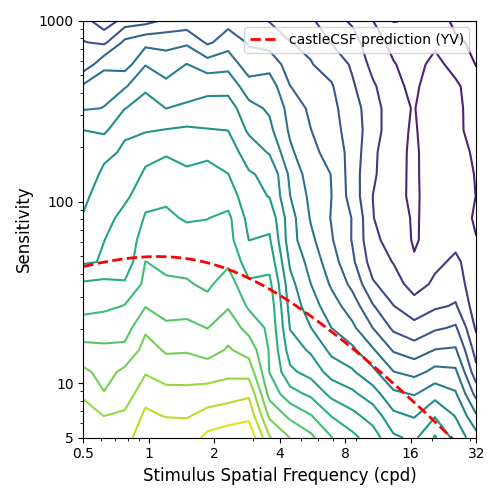 castleCSF prediction (YV)
Sensitivity
1000
100
10
5
0.5 1 2 4 8 16 32
Stimulus Spatial Frequency (cpd)